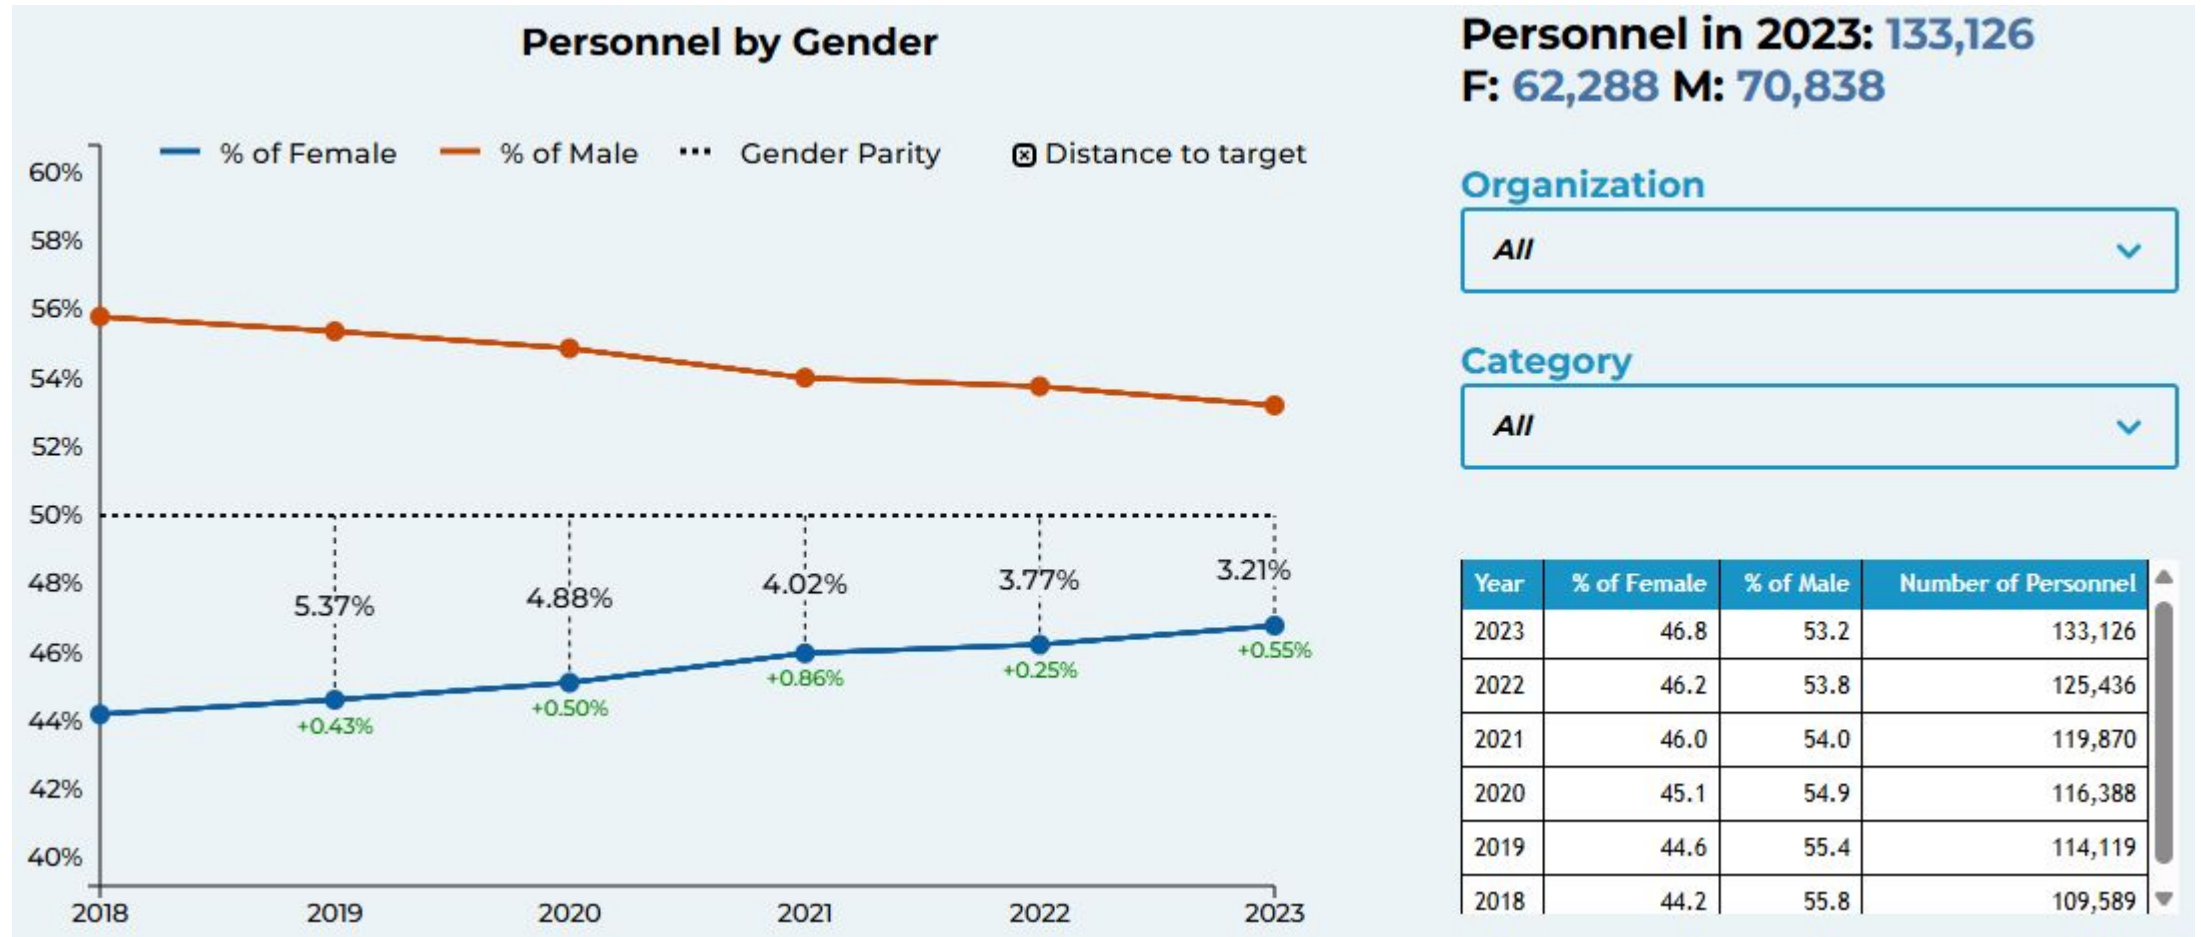 Personnel by Gender
% of Female % of Male Gender Parity Distance to target
60%
58%
56%
54%
52%
50%
48%
46%
44%
42%
40%
5.37%
4.88%
4.02%
3.77%
3.21%
+0.43%
+0.50%
+0.86%
+0.25%
+0.55%
2018 2019 2020 2021 2022 2023
Personnel in 2023: 133,126
F: 62,288 M: 70,838
Organization
All
Category
All
Year % of Female % of Male Number of Personnel
2023 46.8 53.2 133,126
2022 46.2 53.8 125,436
2021 46.0 54.0 119,870
2020 45.1 54.9 116,388
2019 44.6 55.4 114,119
2018 44.2 55.8 109,589